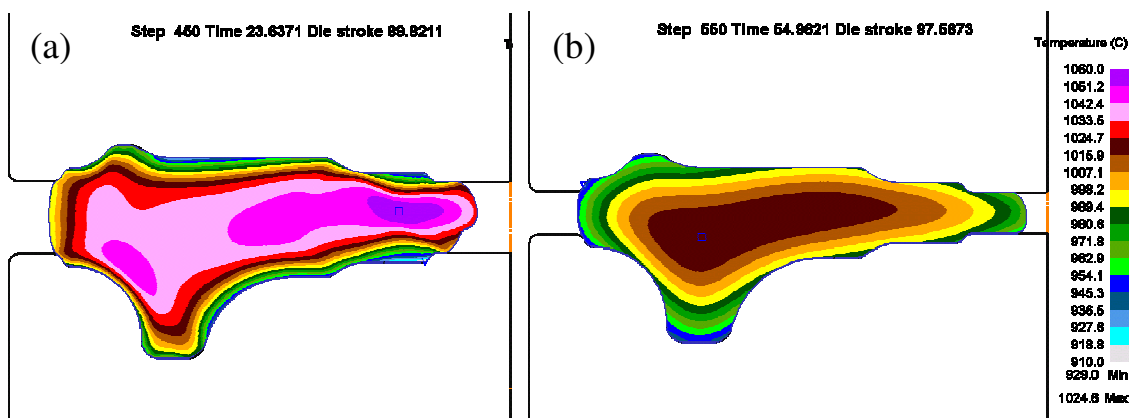 (a)
Step 450 Time 23.6371 Die stroke 89.8211
T
(b)
Step 550 Time 54.9621 Die stroke 97.5673
Temperature (C)
1060.0
1051.2
1042.4
1033.5
1024.7
1015.9
1007.1
998.2
989.4
980.6
971.8
962.9
954.1
945.3
936.5
927.6
918.8
910.0
929.0 Min
1024.6 Max